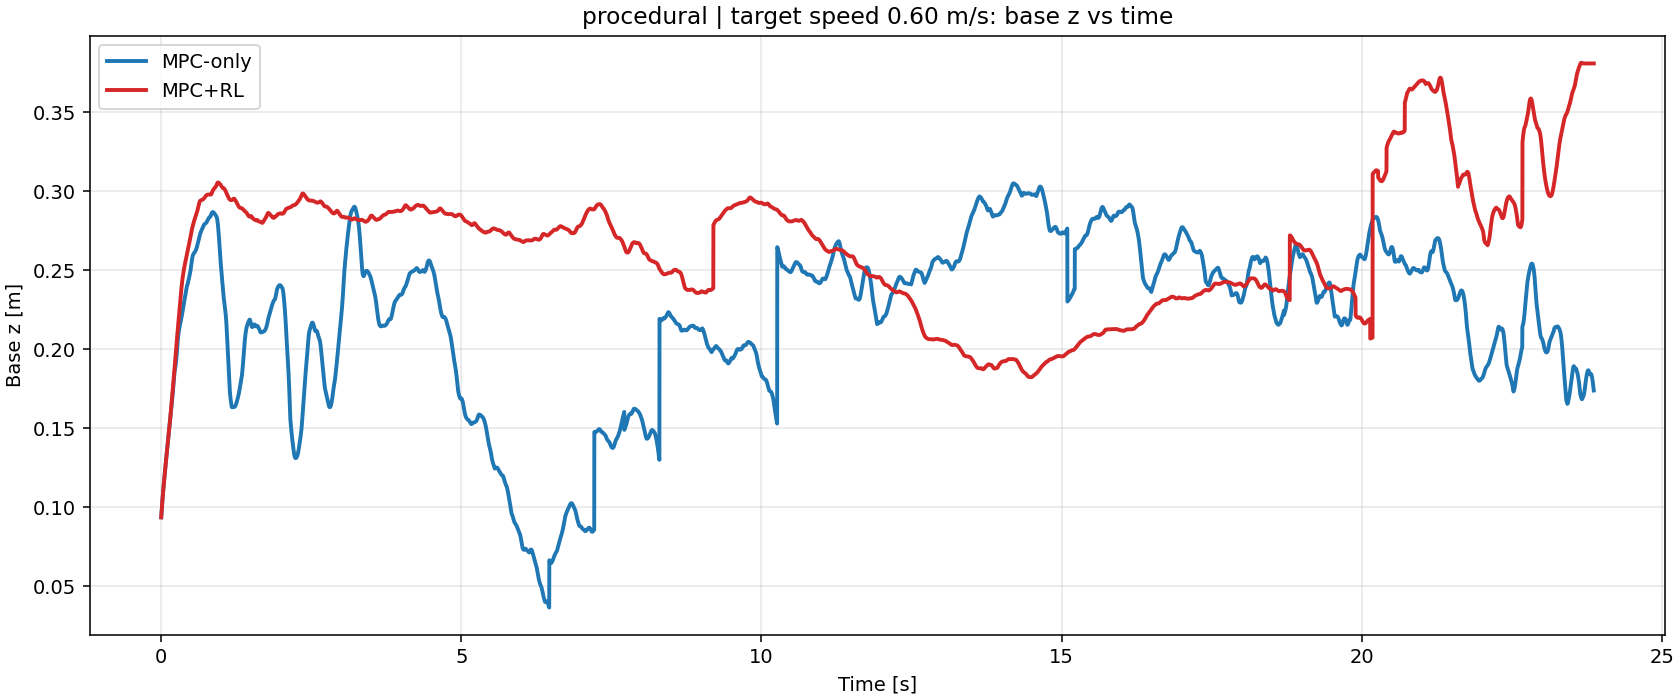 procedural | target speed 0.60 m/s: base z vs time
MPC-only
MPC+RL
Base z [m]
0.35
0.30
0.25
0.20
0.15
0.10
0.05
0 5 10 15 20 25
Time [s]